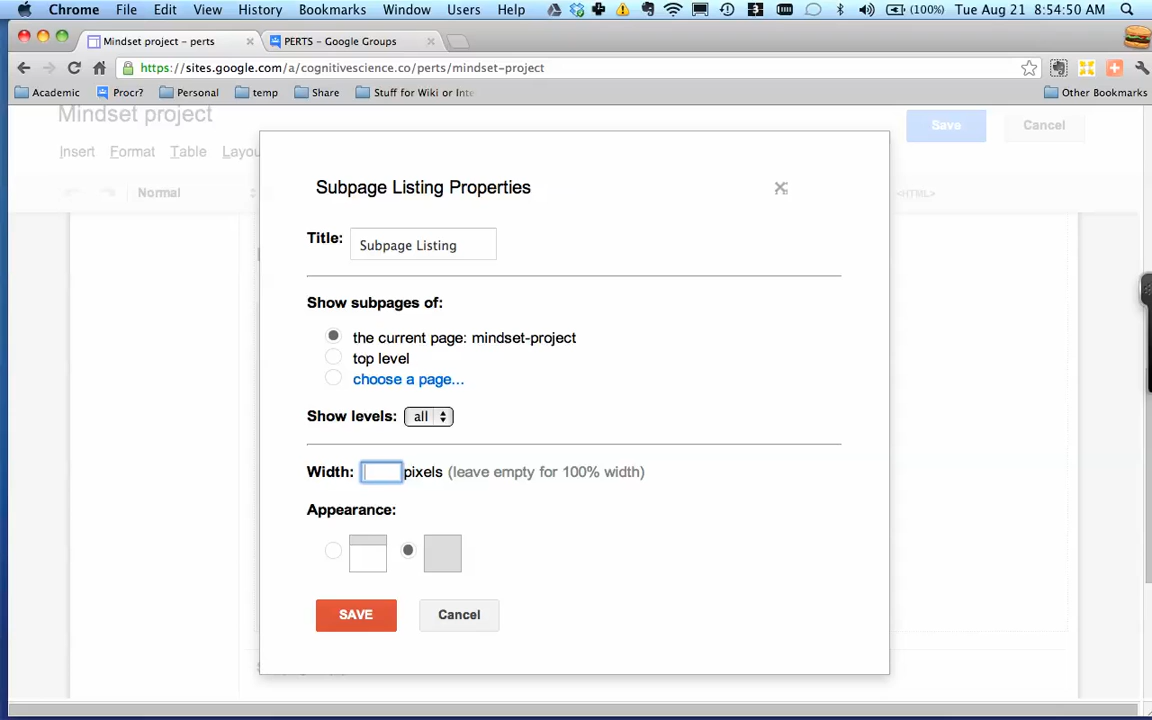 Chrome File Edit View History Bookmarks Window Users Help (100%) Tue Aug 21 8:54:50 AM
Mindset project – perts
PERTS – Google Groups
https://sites.google.com/a/cognitivescience.co/perts/mindset-project
Academic Procr? Personal temp Share Stuff for Wiki or Inte Other Bookmarks
Mindset project
Save Cancel
Insert Format Table Layou
Normal <HTML>
Subpage Listing Properties
Title: Subpage Listing
Show subpages of:
the current page: mindset-project
top level
choose a page...
Show levels: all
Width: pixels (leave empty for 100% width)
Appearance:
SAVE Cancel